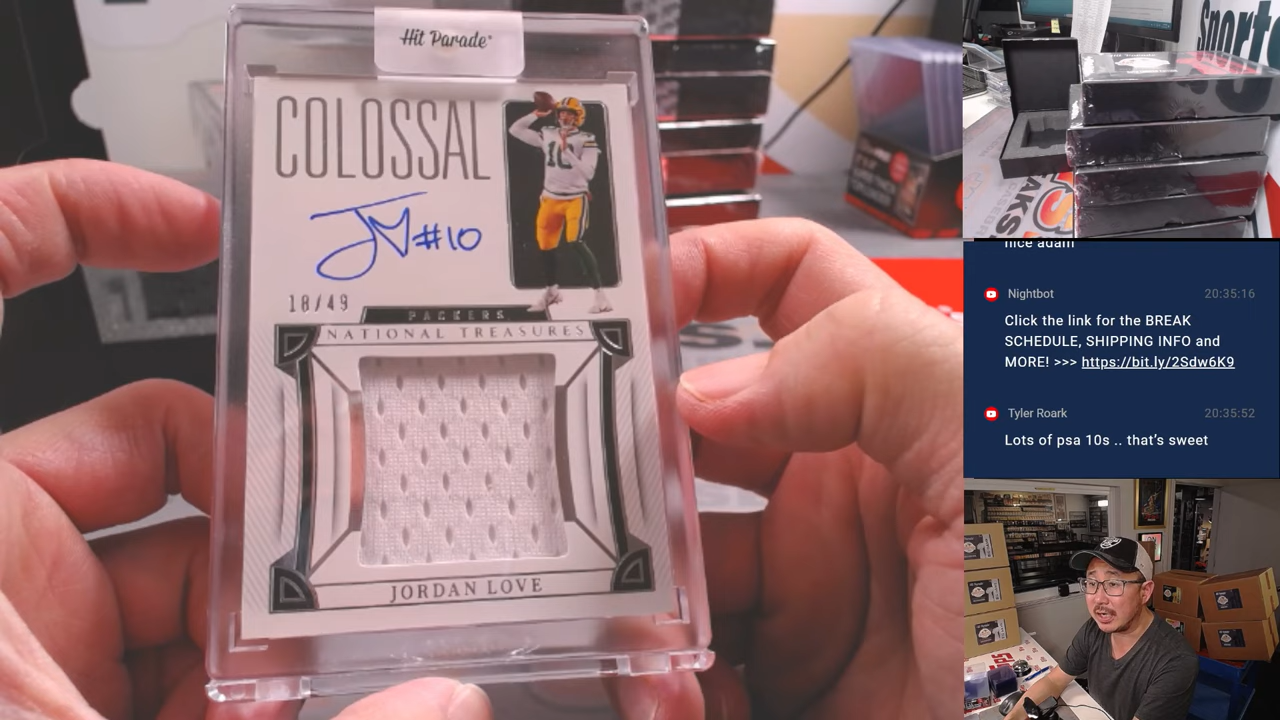 Hit Parade®
COLOSSAL
10
#10
18/49
PACKERS
NATIONAL TREASURES
JORDAN LOVE
Sports
nice adam
Nightbot 20:35:16
Click the link for the BREAK
SCHEDULE, SHIPPING INFO and
MORE! >>> https://bit.ly/2Sdw6K9
Tyler Roark 20:35:52
Lots of psa 10s .. that's sweet